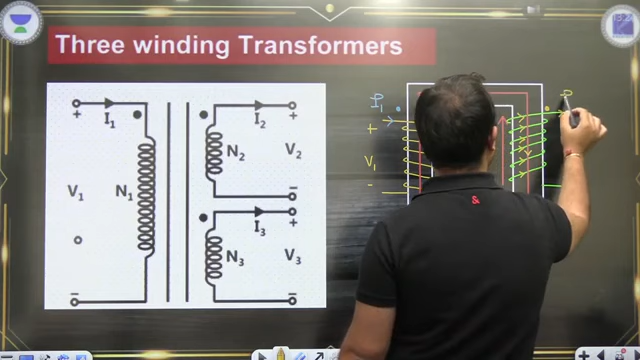 Three winding Transformers
I₁
+
V₁
N₁
−
I₂
+
N₂
V₂
−
I₃
+
N₃
V₃
−
I₁
+
V₁
-
&